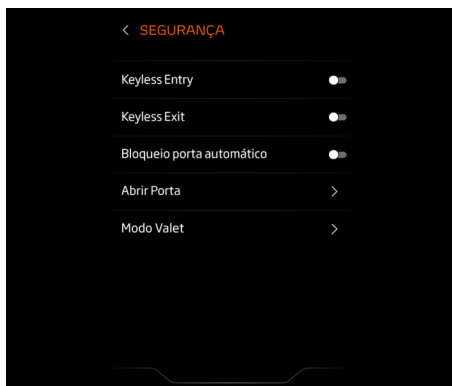 SEGURANÇA
Keyless Entry
Keyless Exit
Bloqueio porta automático
Abrir Porta
Modo Valet